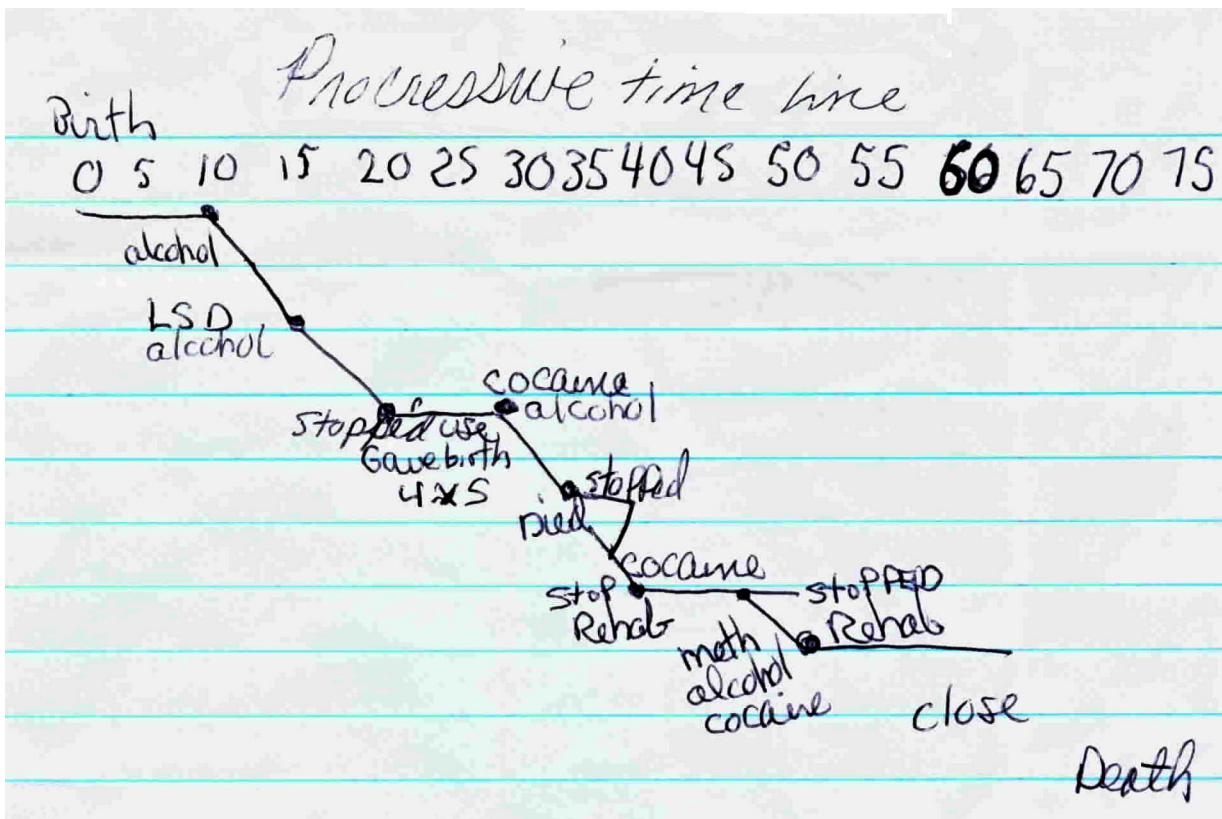 Progressive time line
Birth
0 5 10 15 20 25 30 35 40 45 50 55 60 65 70 75
alcohol
LSD
alcohol
cocaine
alcohol
stopped use
Gave birth
4 x s
stopped
Died
cocaine
stop
Rehab
stopped
Rehab
meth
alcohol
cocaine
close
Death